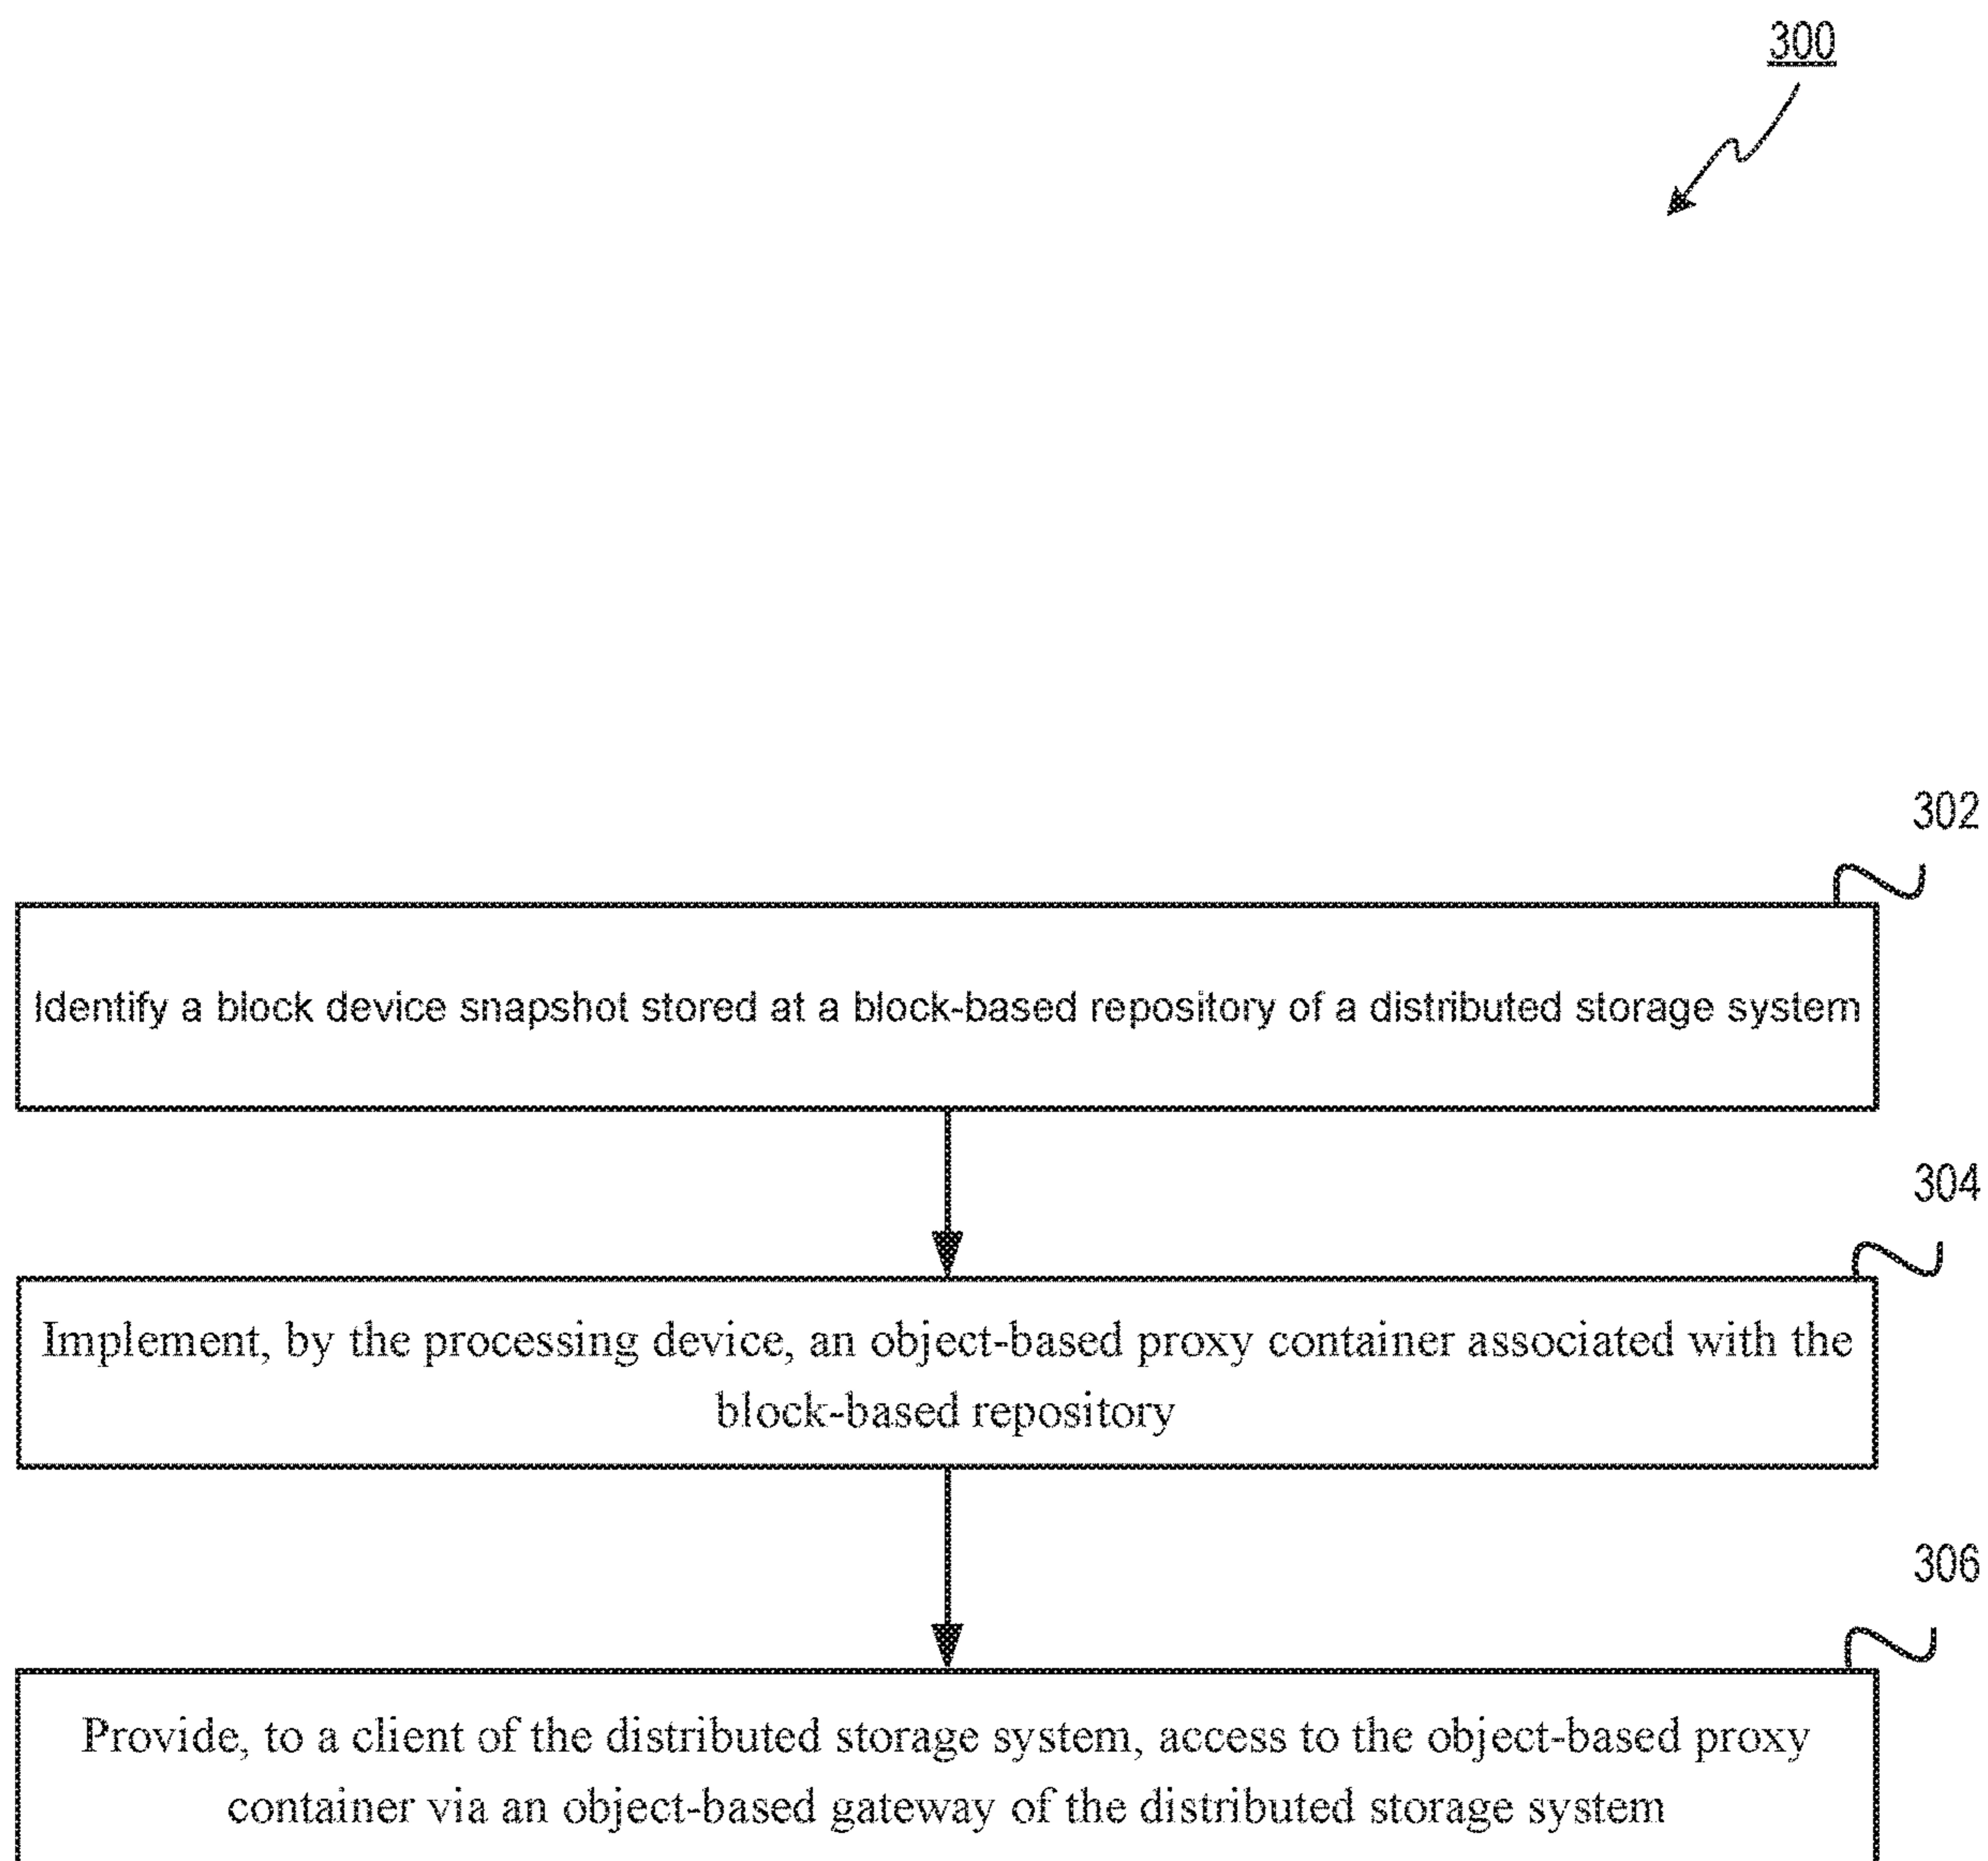 300
302
Identify a block device snapshot stored at a block-based repository of a distributed storage system
304
Implement, by the processing device, an object-based proxy container associated with the
block-based repository
306
Provide, to a client of the distributed storage system, access to the object-based proxy
container via an object-based gateway of the distributed storage system